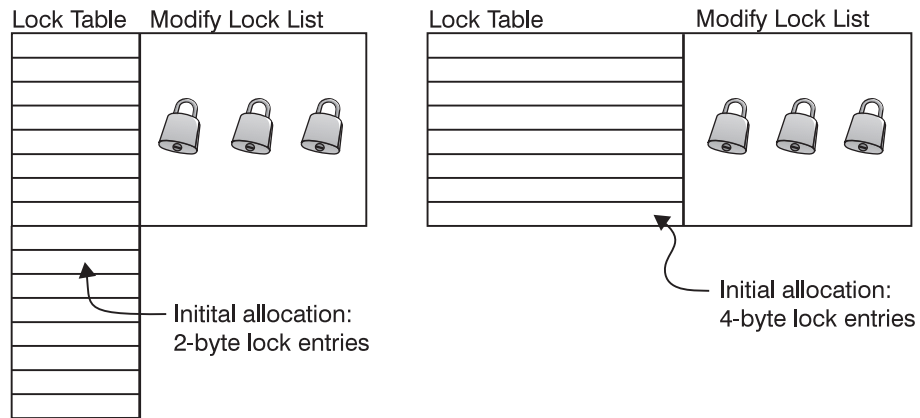 Lock Table Modify Lock List
Initital allocation:
2-byte lock entries
Lock Table Modify Lock List
Initial allocation:
4-byte lock entries